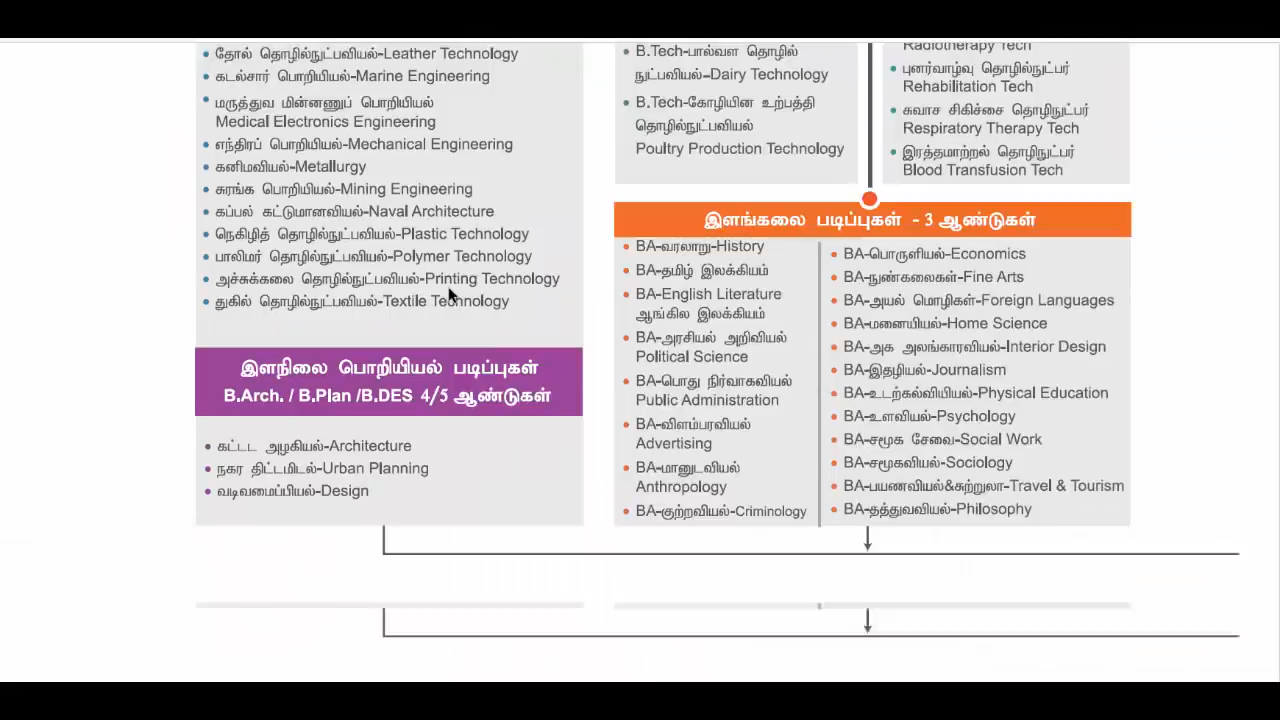 தோல் தொழில்நுட்பவியல்-Leather Technology
கடல்சார் பொறியியல்-Marine Engineering
மருத்துவ மின்னணுப் பொறியியல்
Medical Electronics Engineering
எந்திரப் பொறியியல்-Mechanical Engineering
கனிமவியல்-Metallurgy
சுரங்க பொறியியல்-Mining Engineering
கப்பல் கட்டுமானவியல்-Naval Architecture
நெகிழித் தொழில்நுட்பவியல்-Plastic Technology
பாலிமர் தொழில்நுட்பவியல்-Polymer Technology
அச்சுக்கலை தொழில்நுட்பவியல்-Printing Technology
துகில் தொழில்நுட்பவியல்-Textile Technology
இளநிலை பொறியியல் படிப்புகள்
B.Arch. / B.Plan /B.DES 4/5 ஆண்டுகள்
கட்டட அழகியல்-Architecture
நகர திட்டமிடல்-Urban Planning
வடிவமைப்பியல்-Design
B.Tech-பால்வள தொழில்
நுட்பவியல்-Dairy Technology
B.Tech-கோழியின உற்பத்தி
தொழில்நுட்பவியல்
Poultry Production Technology
Radiotherapy Tech
புனர்வாழ்வு தொழில்நுட்பர்
Rehabilitation Tech
சுவாச சிகிச்சை தொழிநுட்பர்
Respiratory Therapy Tech
இரத்தமாற்றல் தொழிநுட்பர்
Blood Transfusion Tech
இளங்கலை படிப்புகள் - 3 ஆண்டுகள்
BA-வரலாறு-History
BA-தமிழ் இலக்கியம்
BA-English Literature
ஆங்கில இலக்கியம்
BA-அரசியல் அறிவியல்
Political Science
BA-பொது நிர்வாகவியல்
Public Administration
BA-விளம்பரவியல்
Advertising
BA-மானுடவியல்
Anthropology
BA-குற்றவியல்-Criminology
BA-பொருளியல்-Economics
BA-நுண்கலைகள்-Fine Arts
BA-அயல் மொழிகள்-Foreign Languages
BA-மனையியல்-Home Science
BA-அக அலங்காரவியல்-Interior Design
BA-இதழியல்-Journalism
BA-உடற்கல்வியியல்-Physical Education
BA-உளவியல்-Psychology
BA-சமூக சேவை-Social Work
BA-சமூகவியல்-Sociology
BA-பயணவியல்&சுற்றுலா-Travel & Tourism
BA-தத்துவவியல்-Philosophy